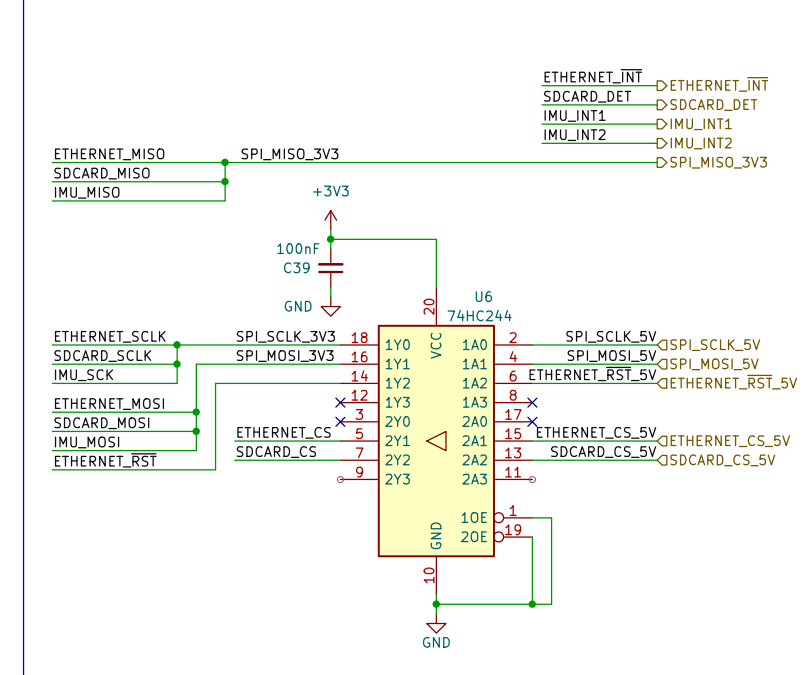 ETHERNET_INT ETHERNET_INT
SDCARD_DET SDCARD_DET
IMU_INT1 IMU_INT1
IMU_INT2 IMU_INT2
ETHERNET_MISO SPI_MISO_3V3 SPI_MISO_3V3
SDCARD_MISO
IMU_MISO
+3V3
100nF
C39
GND
U6
74HC244
20
VCC
ETHERNET_SCLK SPI_SCLK_3V3 18 1Y0 1A0 2 SPI_SCLK_5V SPI_SCLK_5V
SDCARD_SCLK SPI_MOSI_3V3 16 1Y1 1A1 4 SPI_MOSI_5V SPI_MOSI_5V
IMU_SCK 14 1Y2 1A2 6 ETHERNET_RST_5V ETHERNET_RST_5V
ETHERNET_MOSI 12 1Y3 1A3 8
SDCARD_MOSI 3 2Y0 2A0 17
IMU_MOSI ETHERNET_CS 5 2Y1 2A1 15 ETHERNET_CS_5V ETHERNET_CS_5V
ETHERNET_RST SDCARD_CS 7 2Y2 2A2 13 SDCARD_CS_5V SDCARD_CS_5V
9 2Y3 2A3 11
1OE 1
2OE 19
GND
10
GND